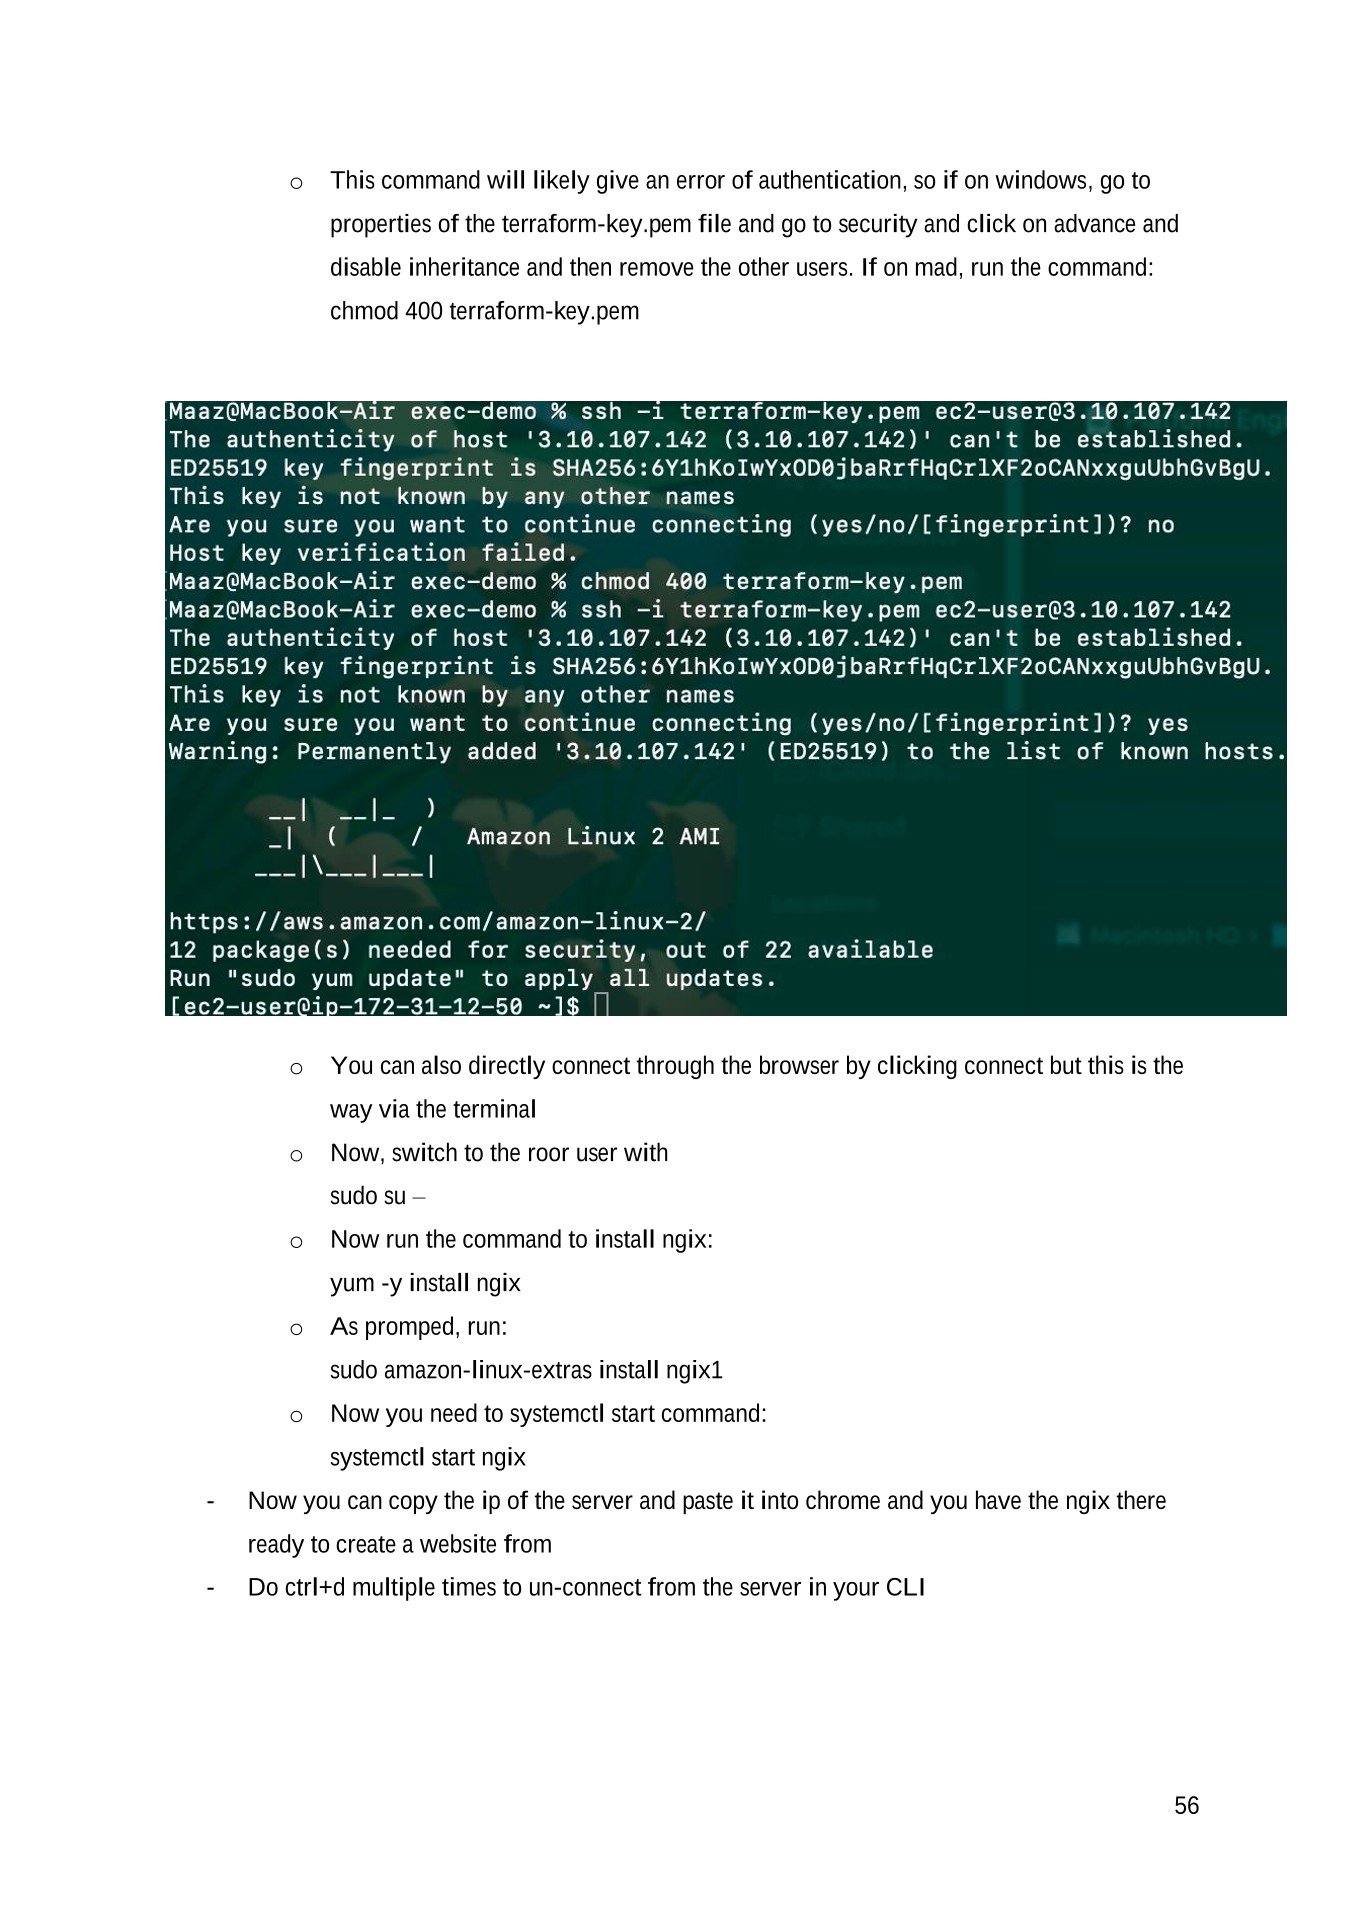 o This command will likely give an error of authentication, so if on windows, go to
properties of the terraform-key.pem file and go to security and click on advance and
disable inheritance and then remove the other users. If on mad, run the command:
chmod 400 terraform-key.pem
[Maaz@MacBook-Air exec-demo % ssh -i terraform-key.pem ec2-user@3.10.107.142
The authenticity of host '3.10.107.142 (3.10.107.142)' can't be established.
ED25519 key fingerprint is SHA256:6Y1hKoIwYxOD0jbaRrfHqCrlXF2oCANxxguUbhGvBgU.
This key is not known by any other names
Are you sure you want to continue connecting (yes/no/[fingerprint])? no
Host key verification failed.
[Maaz@MacBook-Air exec-demo % chmod 400 terraform-key.pem
[Maaz@MacBook-Air exec-demo % ssh -i terraform-key.pem ec2-user@3.10.107.142
The authenticity of host '3.10.107.142 (3.10.107.142)' can't be established.
ED25519 key fingerprint is SHA256:6Y1hKoIwYxOD0jbaRrfHqCrlXF2oCANxxguUbhGvBgU.
This key is not known by any other names
Are you sure you want to continue connecting (yes/no/[fingerprint])? yes
Warning: Permanently added '3.10.107.142' (ED25519) to the list of known hosts.
__|  __|_  )
_|  (     /   Amazon Linux 2 AMI
___|\___|___|
https://aws.amazon.com/amazon-linux-2/
12 package(s) needed for security, out of 22 available
Run "sudo yum update" to apply all updates.
[ec2-user@ip-172-31-12-50 ~]$
Shared
Locations
Macintosh HD ›
o You can also directly connect through the browser by clicking connect but this is the
way via the terminal
o Now, switch to the roor user with
sudo su –
o Now run the command to install ngix:
yum -y install ngix
o As promped, run:
sudo amazon-linux-extras install ngix1
o Now you need to systemctl start command:
systemctl start ngix
- Now you can copy the ip of the server and paste it into chrome and you have the ngix there
ready to create a website from
- Do ctrl+d multiple times to un-connect from the server in your CLI
56